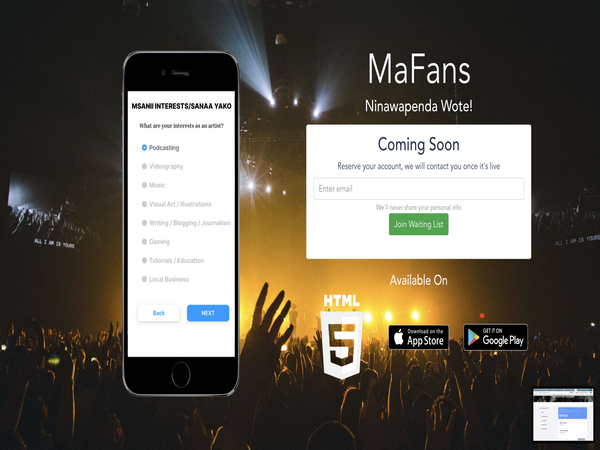 MaFans
Ninawapenda Wote!
MSANII INTERESTS/SANAA YAKO
What are your interests as an artist?
Podcasting
Videography
Music
Visual Art / Illustrations
Writing / Blogging / Journalism
Gaming
Tutorials / Education
Local Business
Back
NEXT
Coming Soon
Reserve your account, we will contact you once it's live
Enter email
We'll never share your personal info
Join Waiting List
ALL I AM IS YOURS
ALL I AM IS YOURS
Available On
HTML
5
Download on the
App Store
GET IT ON
Google Play